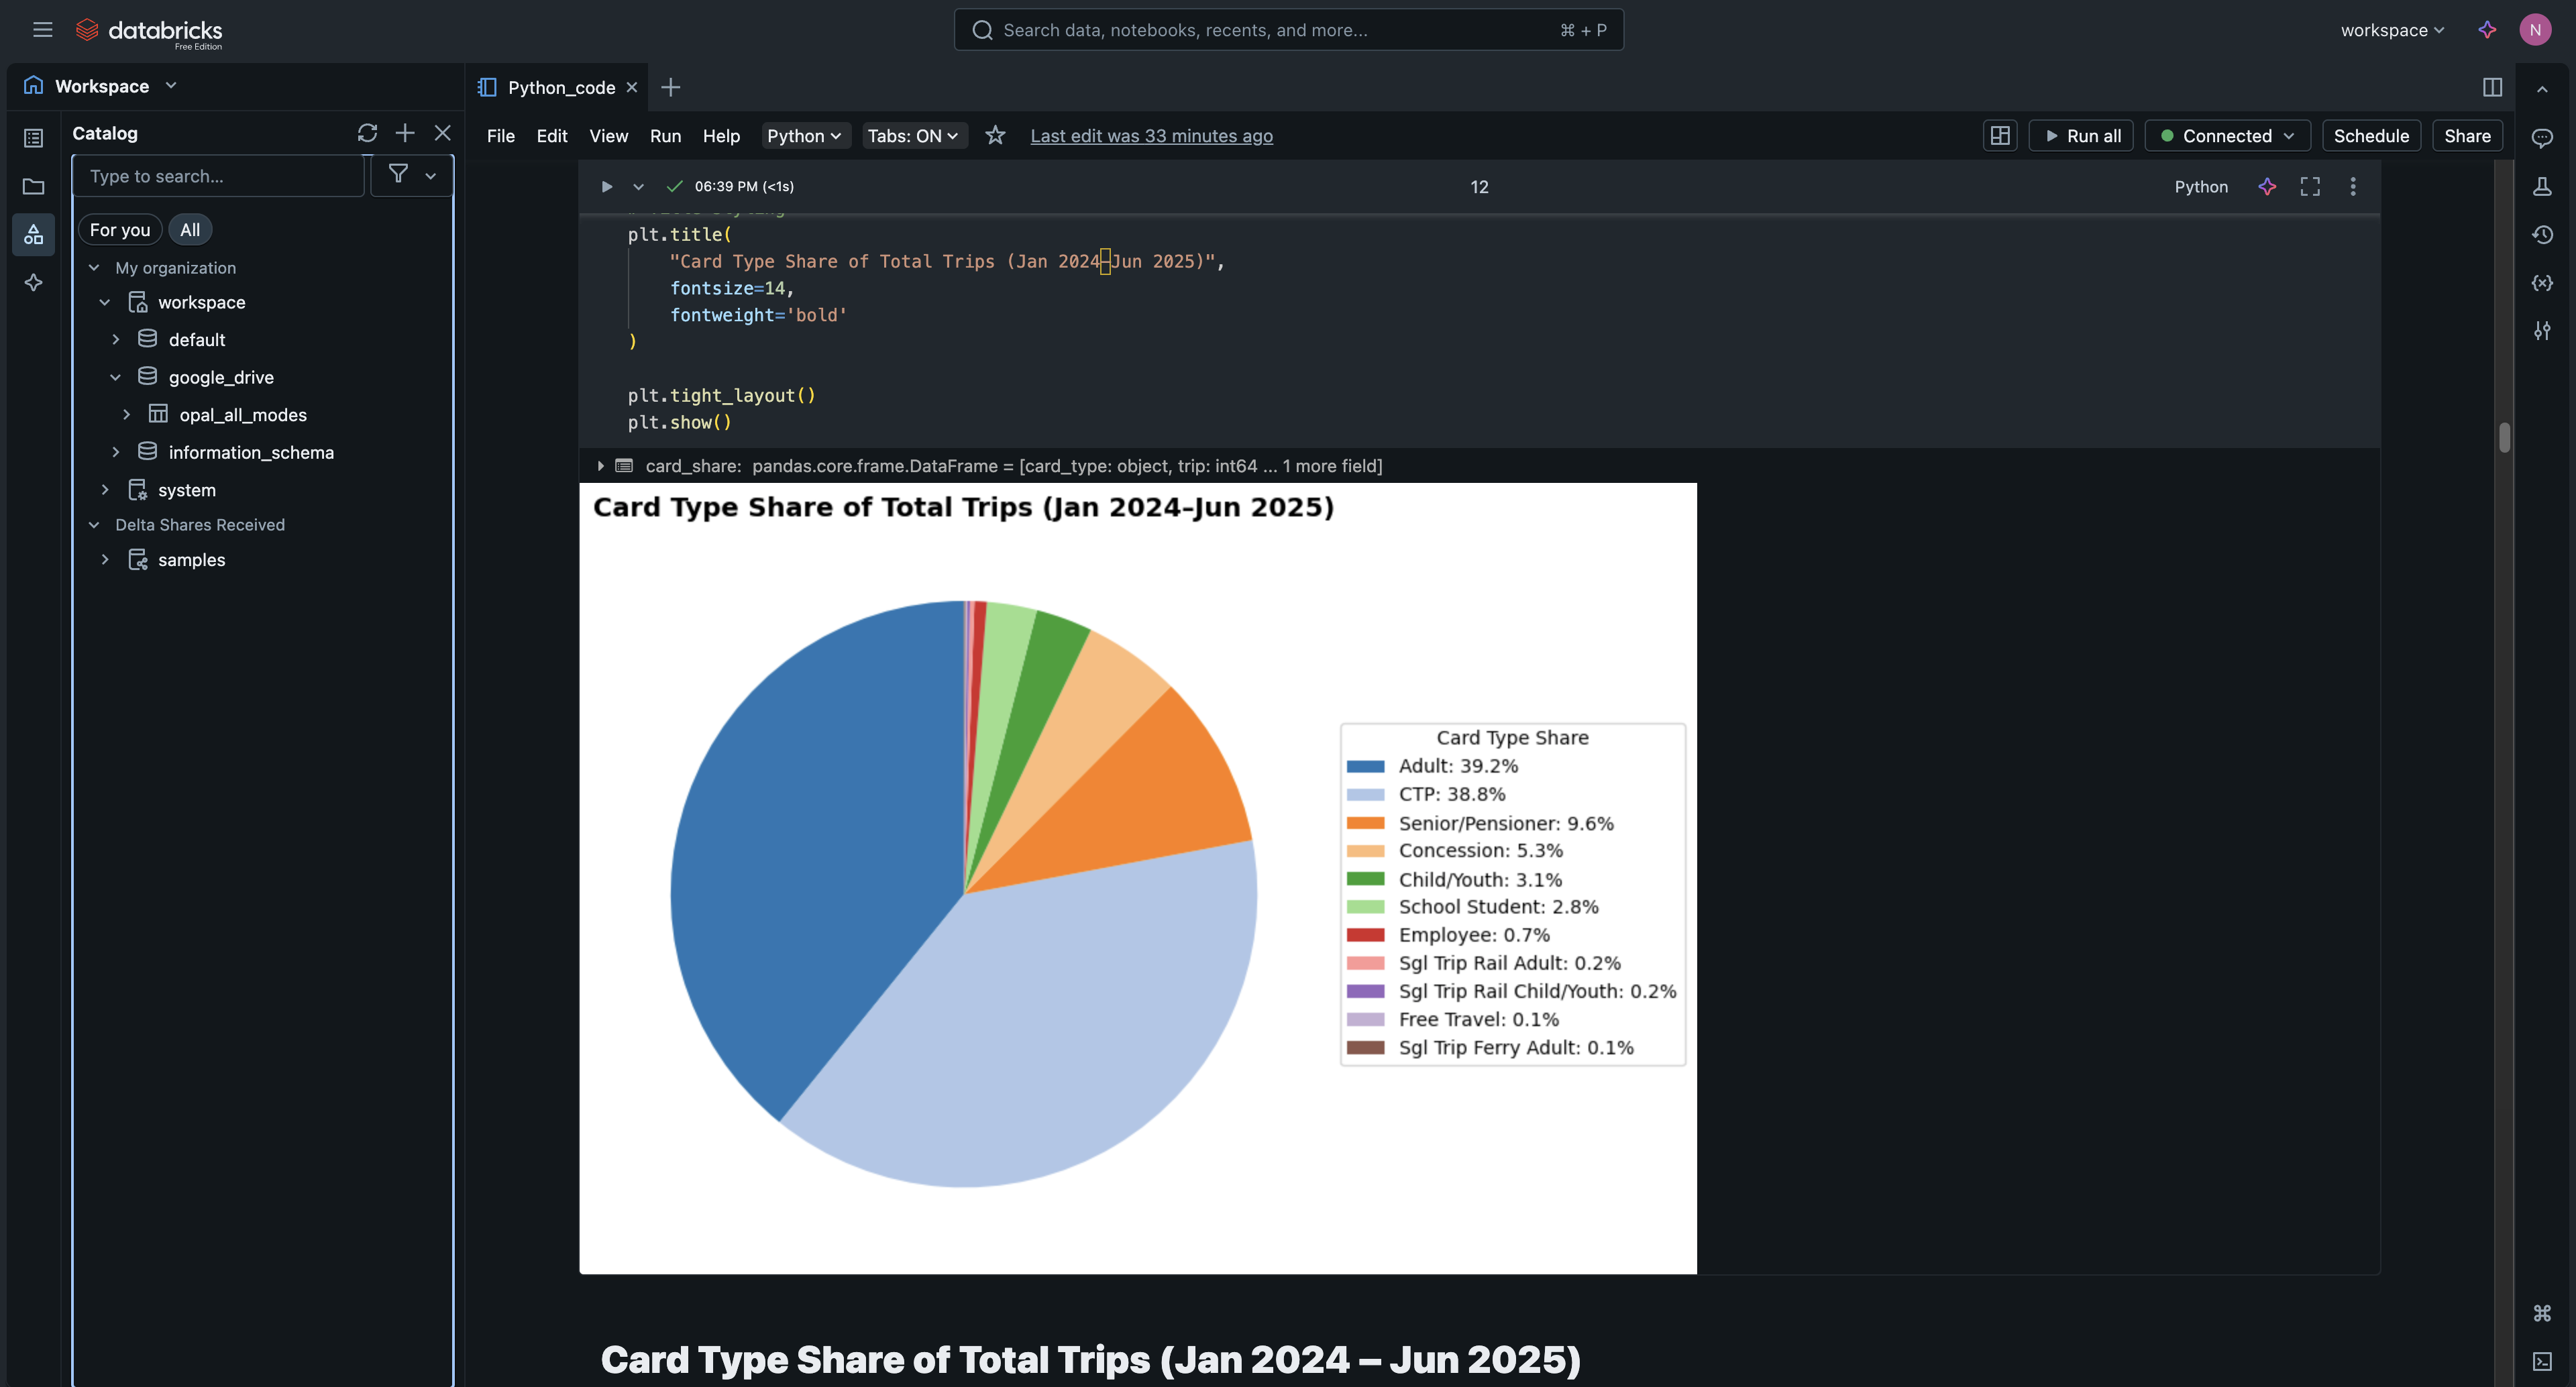 databricks
Free Edition
Search data, notebooks, recents, and more...
⌘ + P
workspace
N
Workspace
Python_code
Catalog
File Edit View Run Help Python Tabs: ON Last edit was 33 minutes ago
Run all Connected Schedule Share
Type to search...
For you All
My organization
workspace
default
google_drive
opal_all_modes
information_schema
system
Delta Shares Received
samples
06:39 PM (<1s)
12
Python
plt.title(
"Card Type Share of Total Trips (Jan 2024–Jun 2025)",
fontsize=14,
fontweight='bold'
)
plt.tight_layout()
plt.show()
card_share: pandas.core.frame.DataFrame = [card_type: object, trip: int64 ... 1 more field]
Card Type Share of Total Trips (Jan 2024–Jun 2025)
Card Type Share
Adult: 39.2%
CTP: 38.8%
Senior/Pensioner: 9.6%
Concession: 5.3%
Child/Youth: 3.1%
School Student: 2.8%
Employee: 0.7%
Sgl Trip Rail Adult: 0.2%
Sgl Trip Rail Child/Youth: 0.2%
Free Travel: 0.1%
Sgl Trip Ferry Adult: 0.1%
Card Type Share of Total Trips (Jan 2024 – Jun 2025)